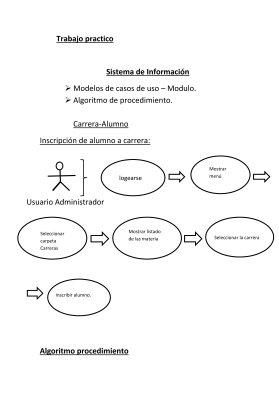 Trabajo practico
Sistema de Información
➢ Modelos de casos de uso – Modulo.
➢ Algoritmo de procedimiento.
Carrera-Alumno
Inscripción de alumno a carrera:
logearse
Mostrar
menú
Usuario Administrador
Seleccionar
carpeta
Carreras
Mostrar listado
de las materia
Seleccionar la carrera
Inscribir alumno.
Algoritmo procedimiento